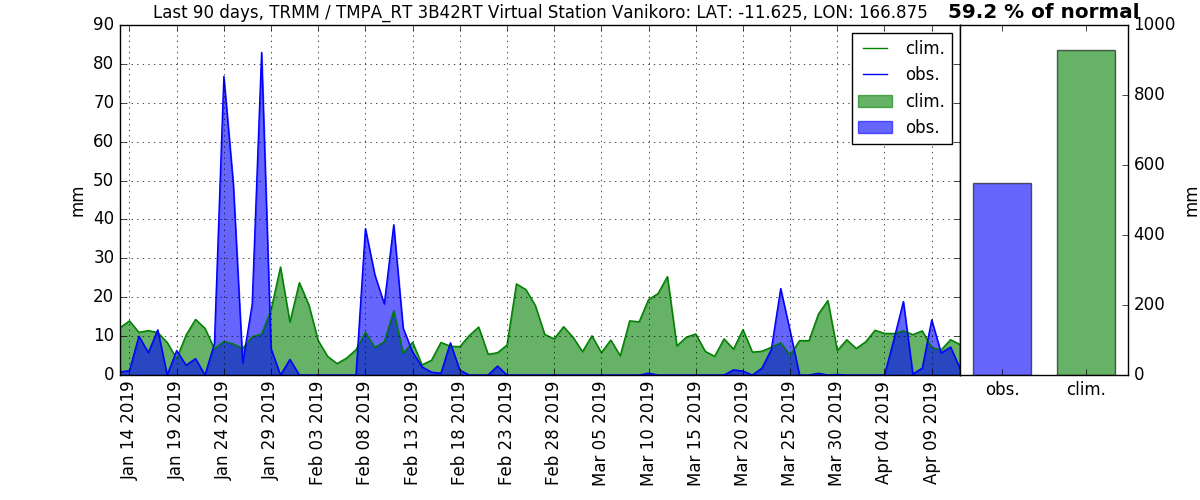 Last 90 days, TRMM / TMPA_RT 3B42RT Virtual Station Vanikoro: LAT: -11.625, LON: 166.875
59.2 % of normal
90
80
70
60
50
40
30
20
10
0
mm
clim.
obs.
clim.
obs.
Jan 14 2019
Jan 19 2019
Jan 24 2019
Jan 29 2019
Feb 03 2019
Feb 08 2019
Feb 13 2019
Feb 18 2019
Feb 23 2019
Feb 28 2019
Mar 05 2019
Mar 10 2019
Mar 15 2019
Mar 20 2019
Mar 25 2019
Mar 30 2019
Apr 04 2019
Apr 09 2019
1000
800
600
400
200
0
mm
obs.
clim.